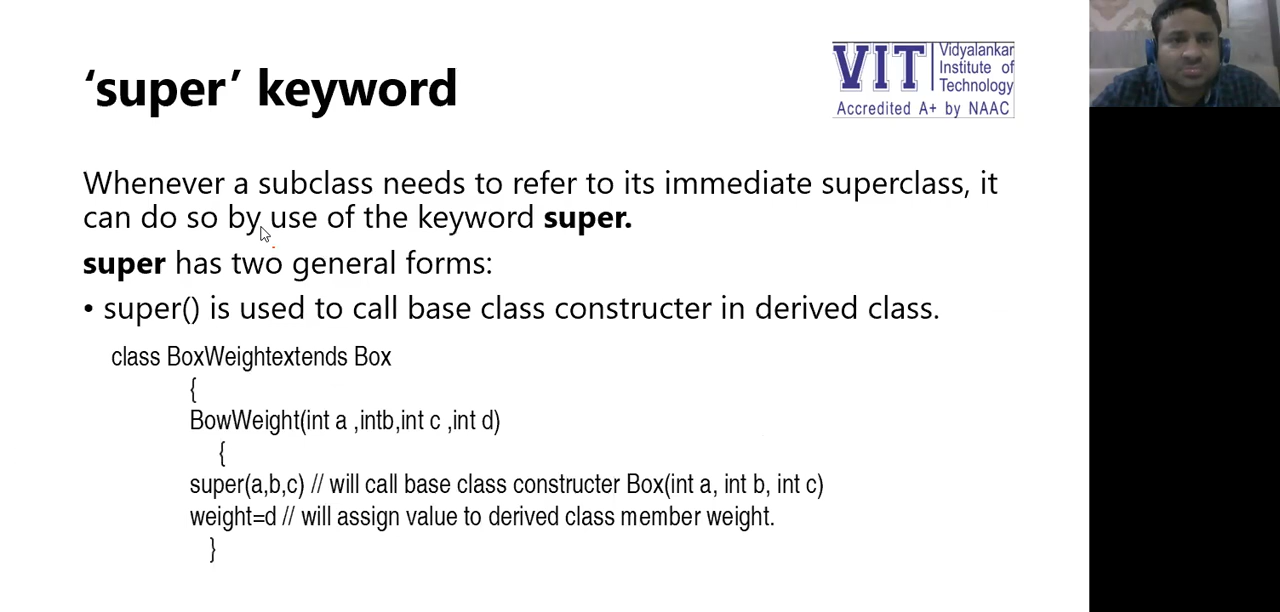 ‘super’ keyword
VIT
Vidyalankar
Institute of
Technology
Accredited A+ by NAAC
Whenever a subclass needs to refer to its immediate superclass, it
can do so by use of the keyword super.
super has two general forms:
• super() is used to call base class constructer in derived class.
class BoxWeightextends Box
{
BowWeight(int a ,intb,int c ,int d)
{
super(a,b,c) // will call base class constructer Box(int a, int b, int c)
weight=d // will assign value to derived class member weight.
}